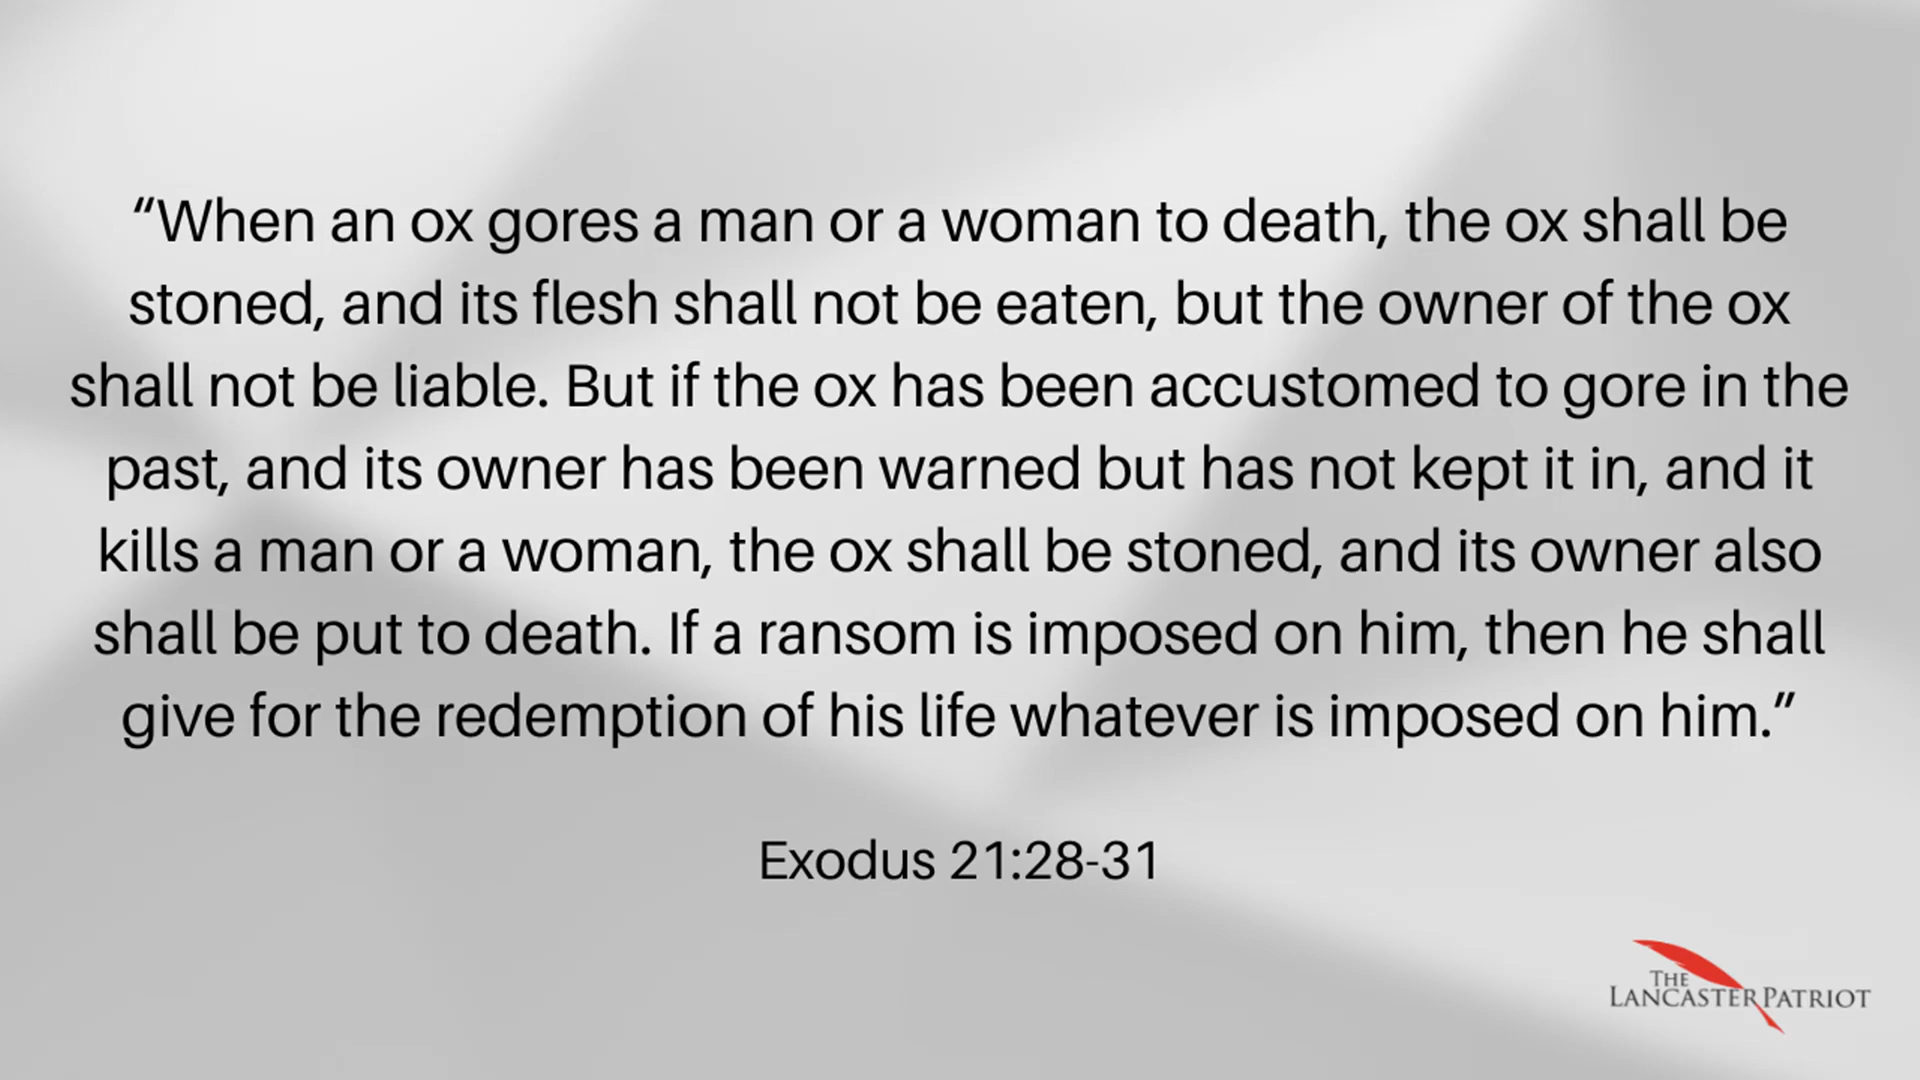 “When an ox gores a man or a woman to death, the ox shall be
stoned, and its flesh shall not be eaten, but the owner of the ox
shall not be liable. But if the ox has been accustomed to gore in the
past, and its owner has been warned but has not kept it in, and it
kills a man or a woman, the ox shall be stoned, and its owner also
shall be put to death. If a ransom is imposed on him, then he shall
give for the redemption of his life whatever is imposed on him.”
Exodus 21:28-31
THE
LANCASTER PATRIOT